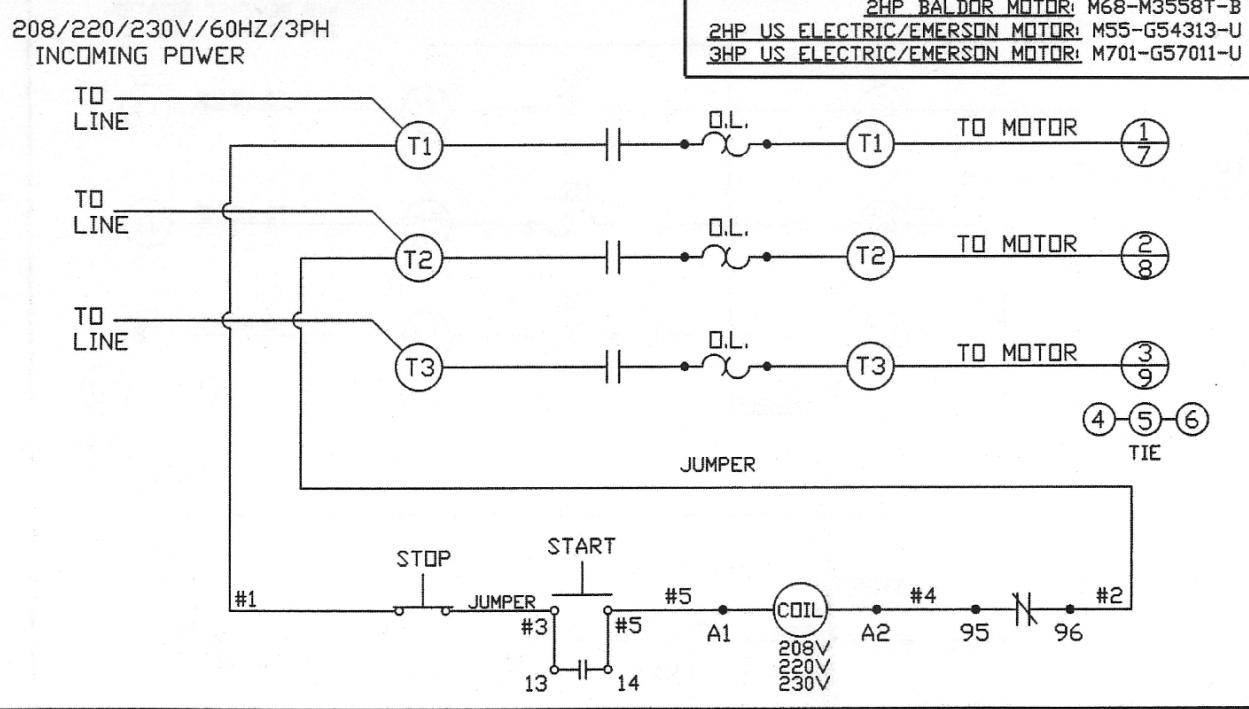 2HP BALDOR MOTOR: M68-M3558T-B
2HP US ELECTRIC/EMERSON MOTOR: M55-G54313-U
3HP US ELECTRIC/EMERSON MOTOR: M701-G57011-U
208/220/230V/60HZ/3PH
INCOMING POWER
TO
LINE
T1
O.L.
T1
TO MOTOR
1
7
TO
LINE
T2
O.L.
T2
TO MOTOR
2
8
TO
LINE
T3
O.L.
T3
TO MOTOR
3
9
4 5 6
TIE
JUMPER
STOP
START
#1
JUMPER
#3
#5
#5
A1
COIL
A2
#4
95
96
#2
208V
220V
230V
13
14